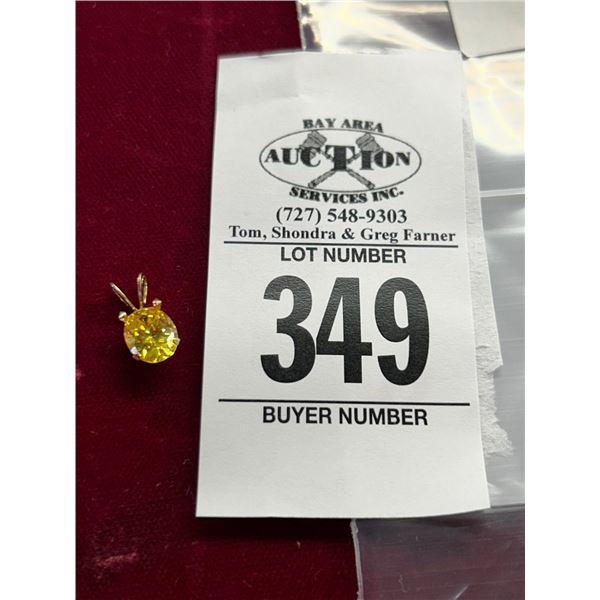 BAY AREA
AUCTION
SERVICES INC.
(727) 548-9303
Tom, Shondra & Greg Farner
LOT NUMBER
349
BUYER NUMBER